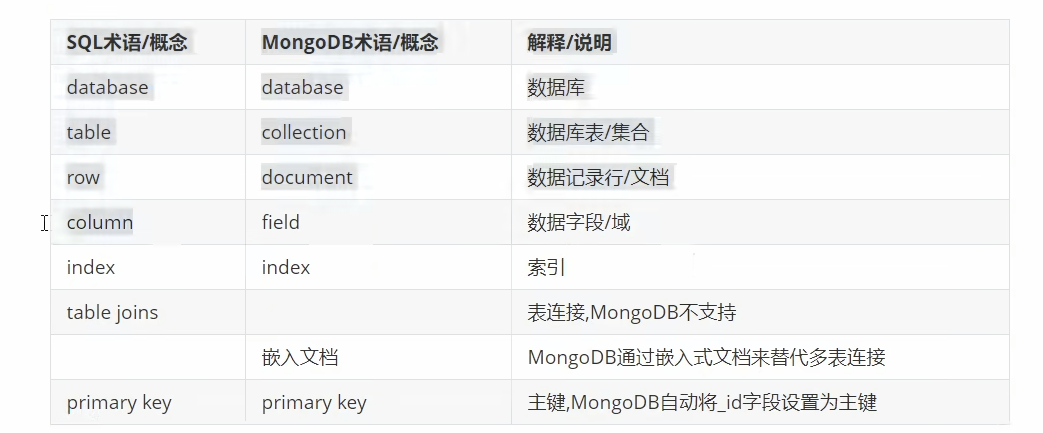 SQL术语/概念 MongoDB术语/概念 解释/说明
database database 数据库
table collection 数据库表/集合
row document 数据记录行/文档
column field 数据字段/域
index index 索引
table joins 表连接,MongoDB不支持
嵌入文档 MongoDB通过嵌入式文档来替代多表连接
primary key primary key 主键,MongoDB自动将_id字段设置为主键